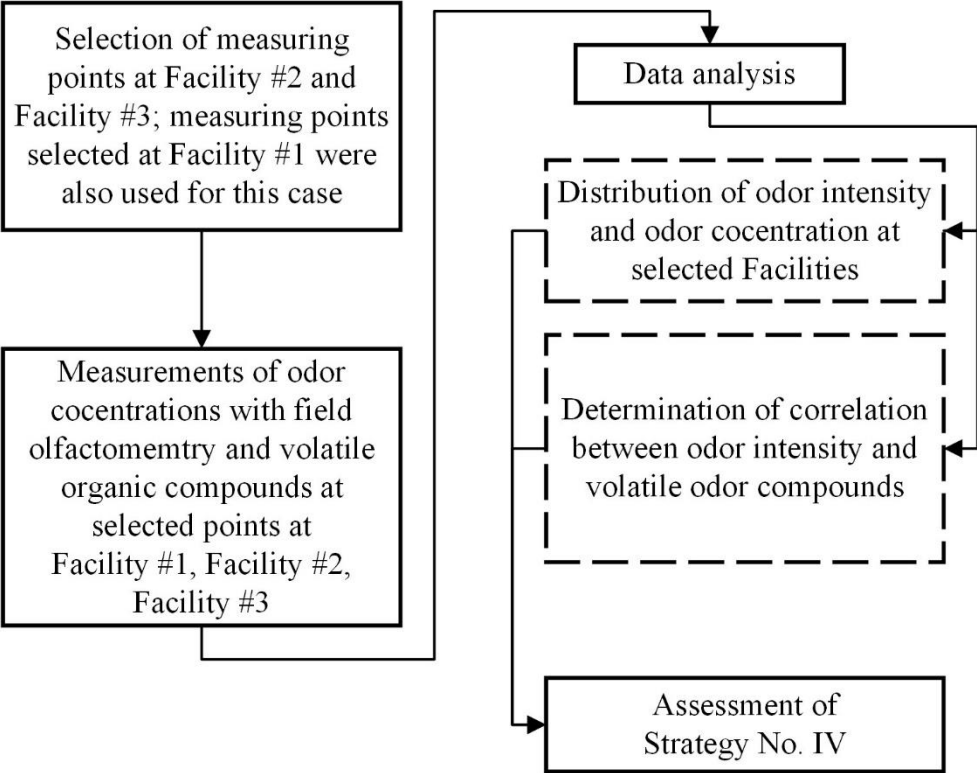 Selection of measuring
points at Facility #2 and
Facility #3; measuring points
selected at Facility #1 were
also used for this case
Measurements of odor
cocentrations with field
olfactomemtry and volatile
organic compounds at
selected points at
Facility #1, Facility #2,
Facility #3
Data analysis
Distribution of odor intensity
and odor cocentration at
selected Facilities
Determination of correlation
between odor intensity and
volatile odor compounds
Assessment of
Strategy No. IV